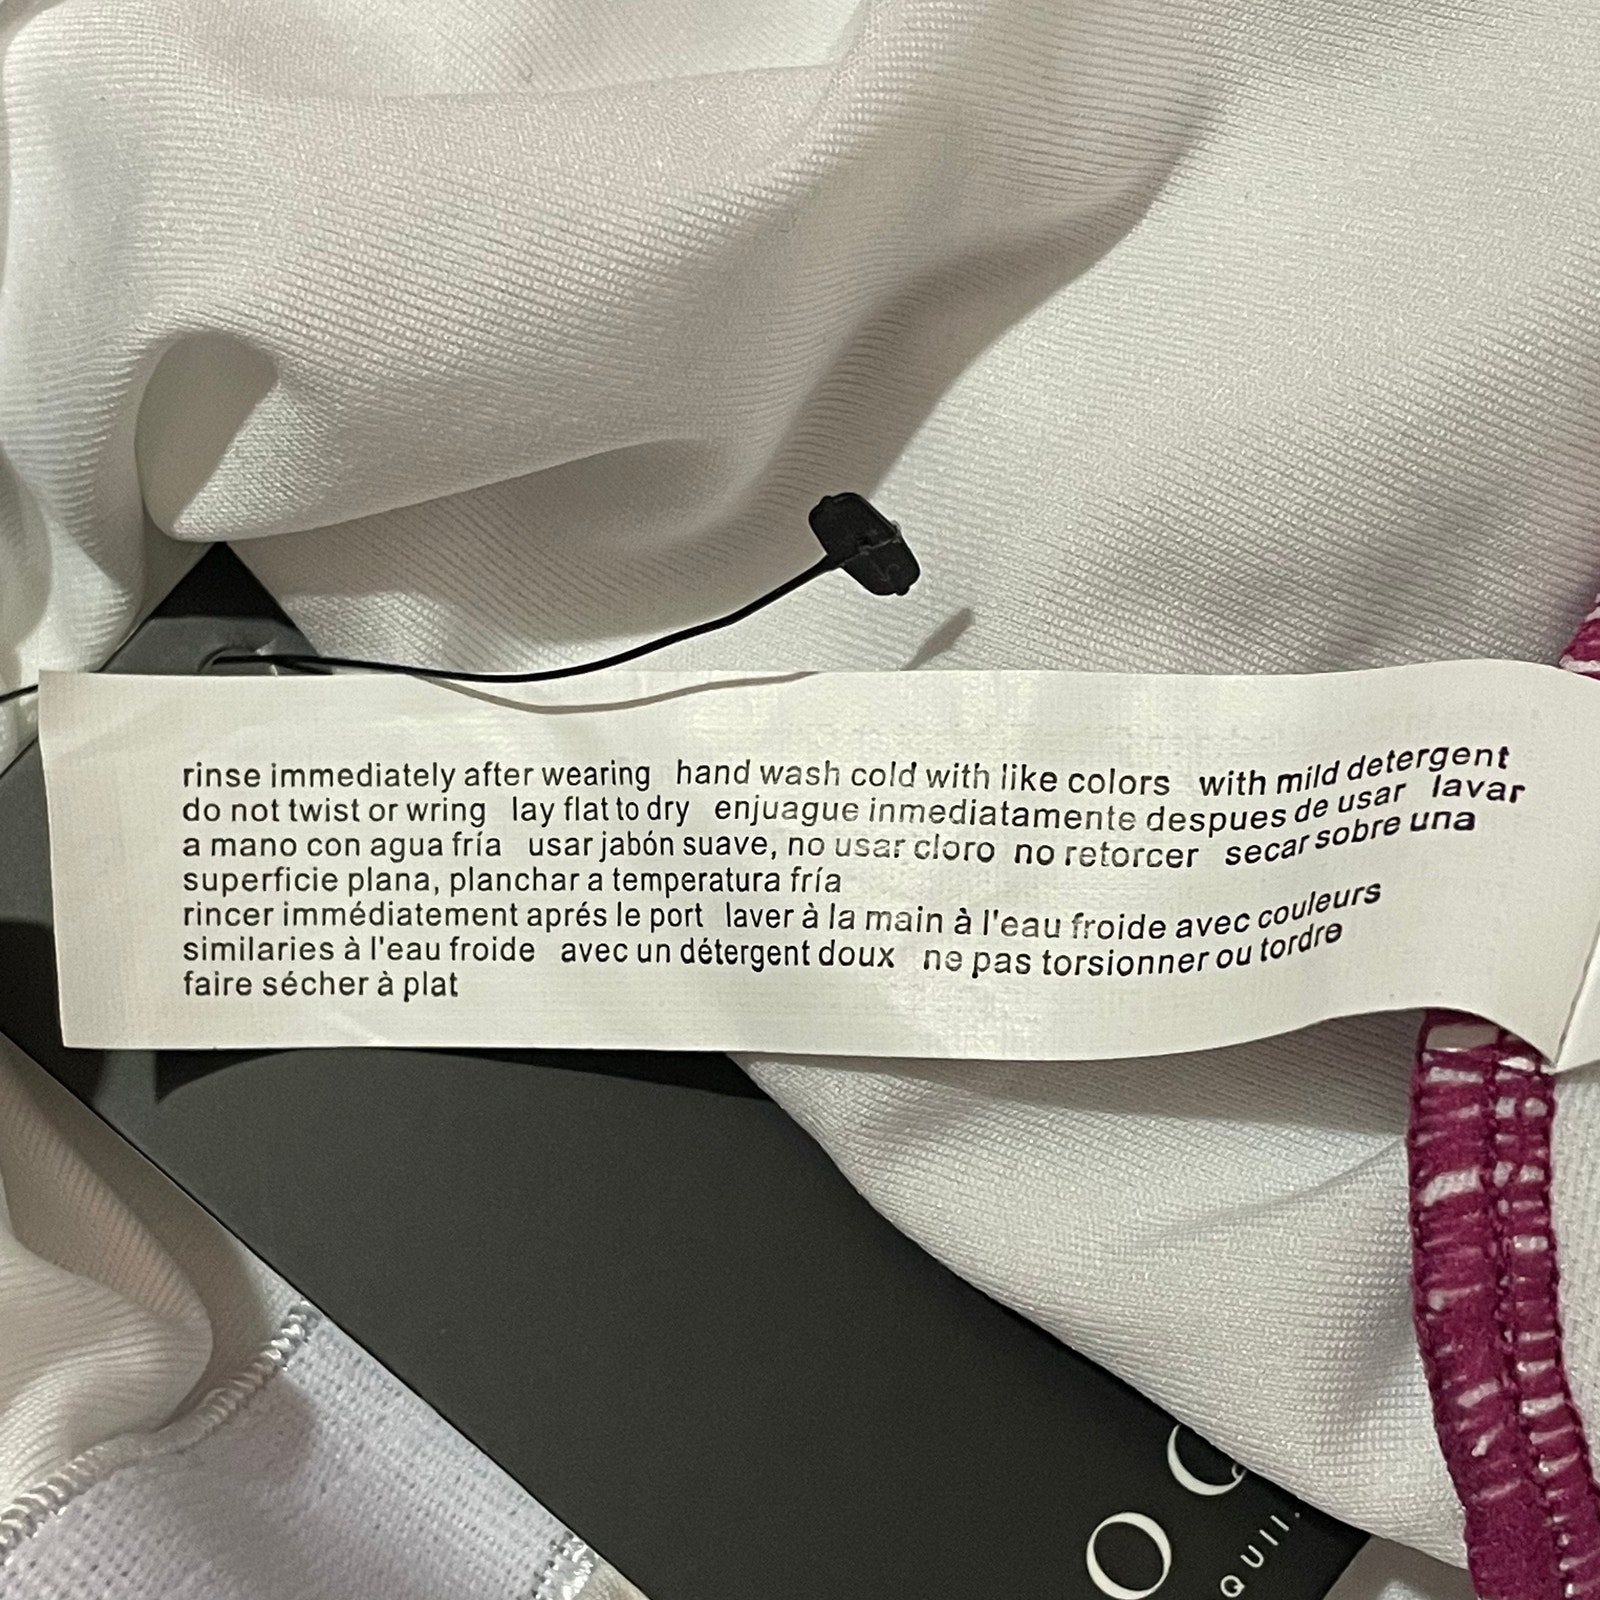 rinse immediately after wearing hand wash cold with like colors with mild detergent
do not twist or wring lay flat to dry enjuague inmediatamente despues de usar lavar
a mano con agua fría usar jabón suave, no usar cloro no retorcer secar sobre una
superficie plana, planchar a temperatura fría
rincer immédiatement aprés le port laver à la main à l'eau froide avec couleurs
similaries à l'eau froide avec un détergent doux ne pas torsionner ou tordre
faire sécher à plat